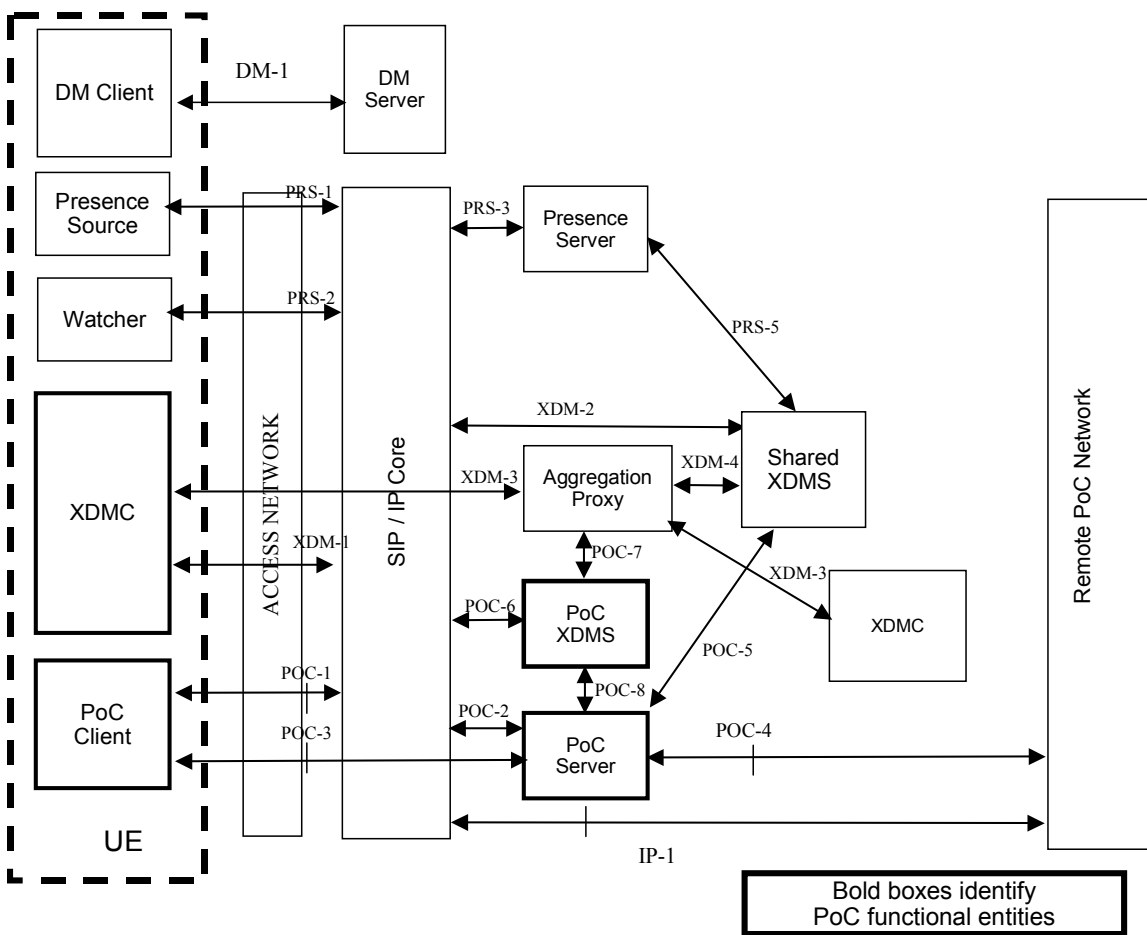 DM Client
DM-1
DM
Server
Presence
Source
PRS-1
PRS-3
Presence
Server
Watcher
PRS-2
PRS-5
XDMC
ACCESS NETWORK
SIP / IP Core
XDM-2
XDM-3
Aggregation
Proxy
XDM-4
Shared
XDMS
Remote PoC Network
XDM-1
POC-7
XDM-3
POC-6
PoC
XDMS
XDMC
POC-5
POC-8
PoC
Client
POC-1
POC-2
POC-3
PoC
Server
POC-4
UE
IP-1
Bold boxes identify
PoC functional entities